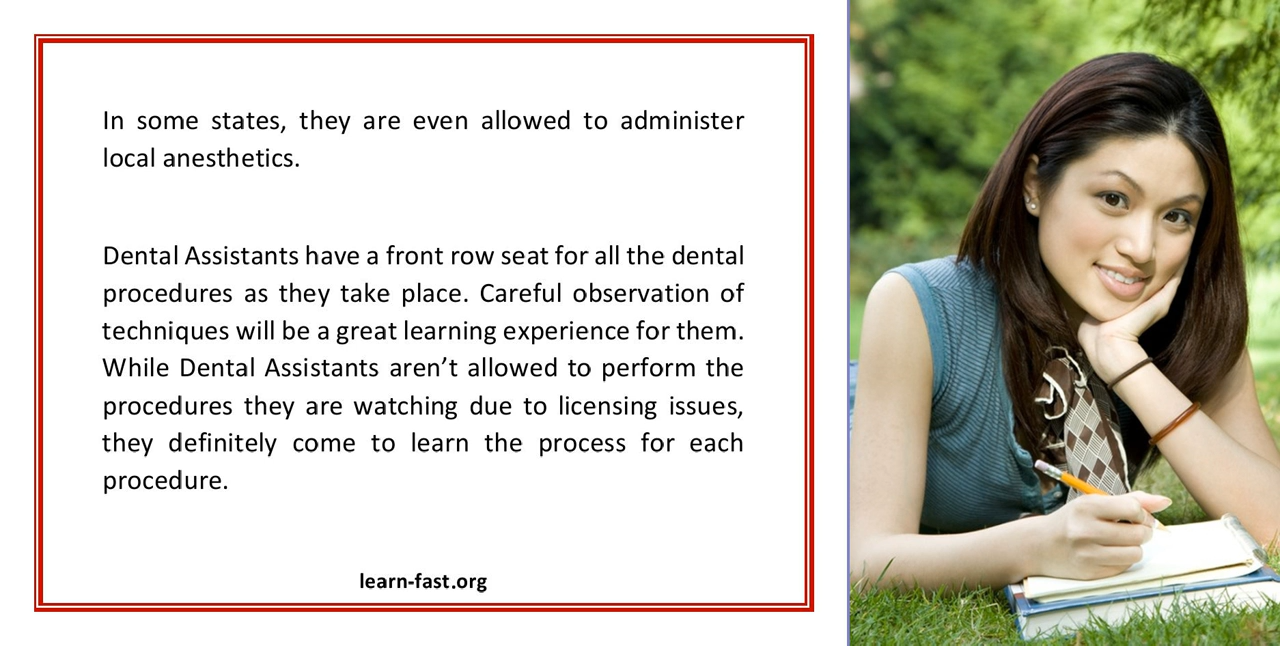 In some states, they are even allowed to administer
local anesthetics.
Dental Assistants have a front row seat for all the dental
procedures as they take place. Careful observation of
techniques will be a great learning experience for them.
While Dental Assistants aren’t allowed to perform the
procedures they are watching due to licensing issues,
they definitely come to learn the process for each
procedure.
learn-fast.org